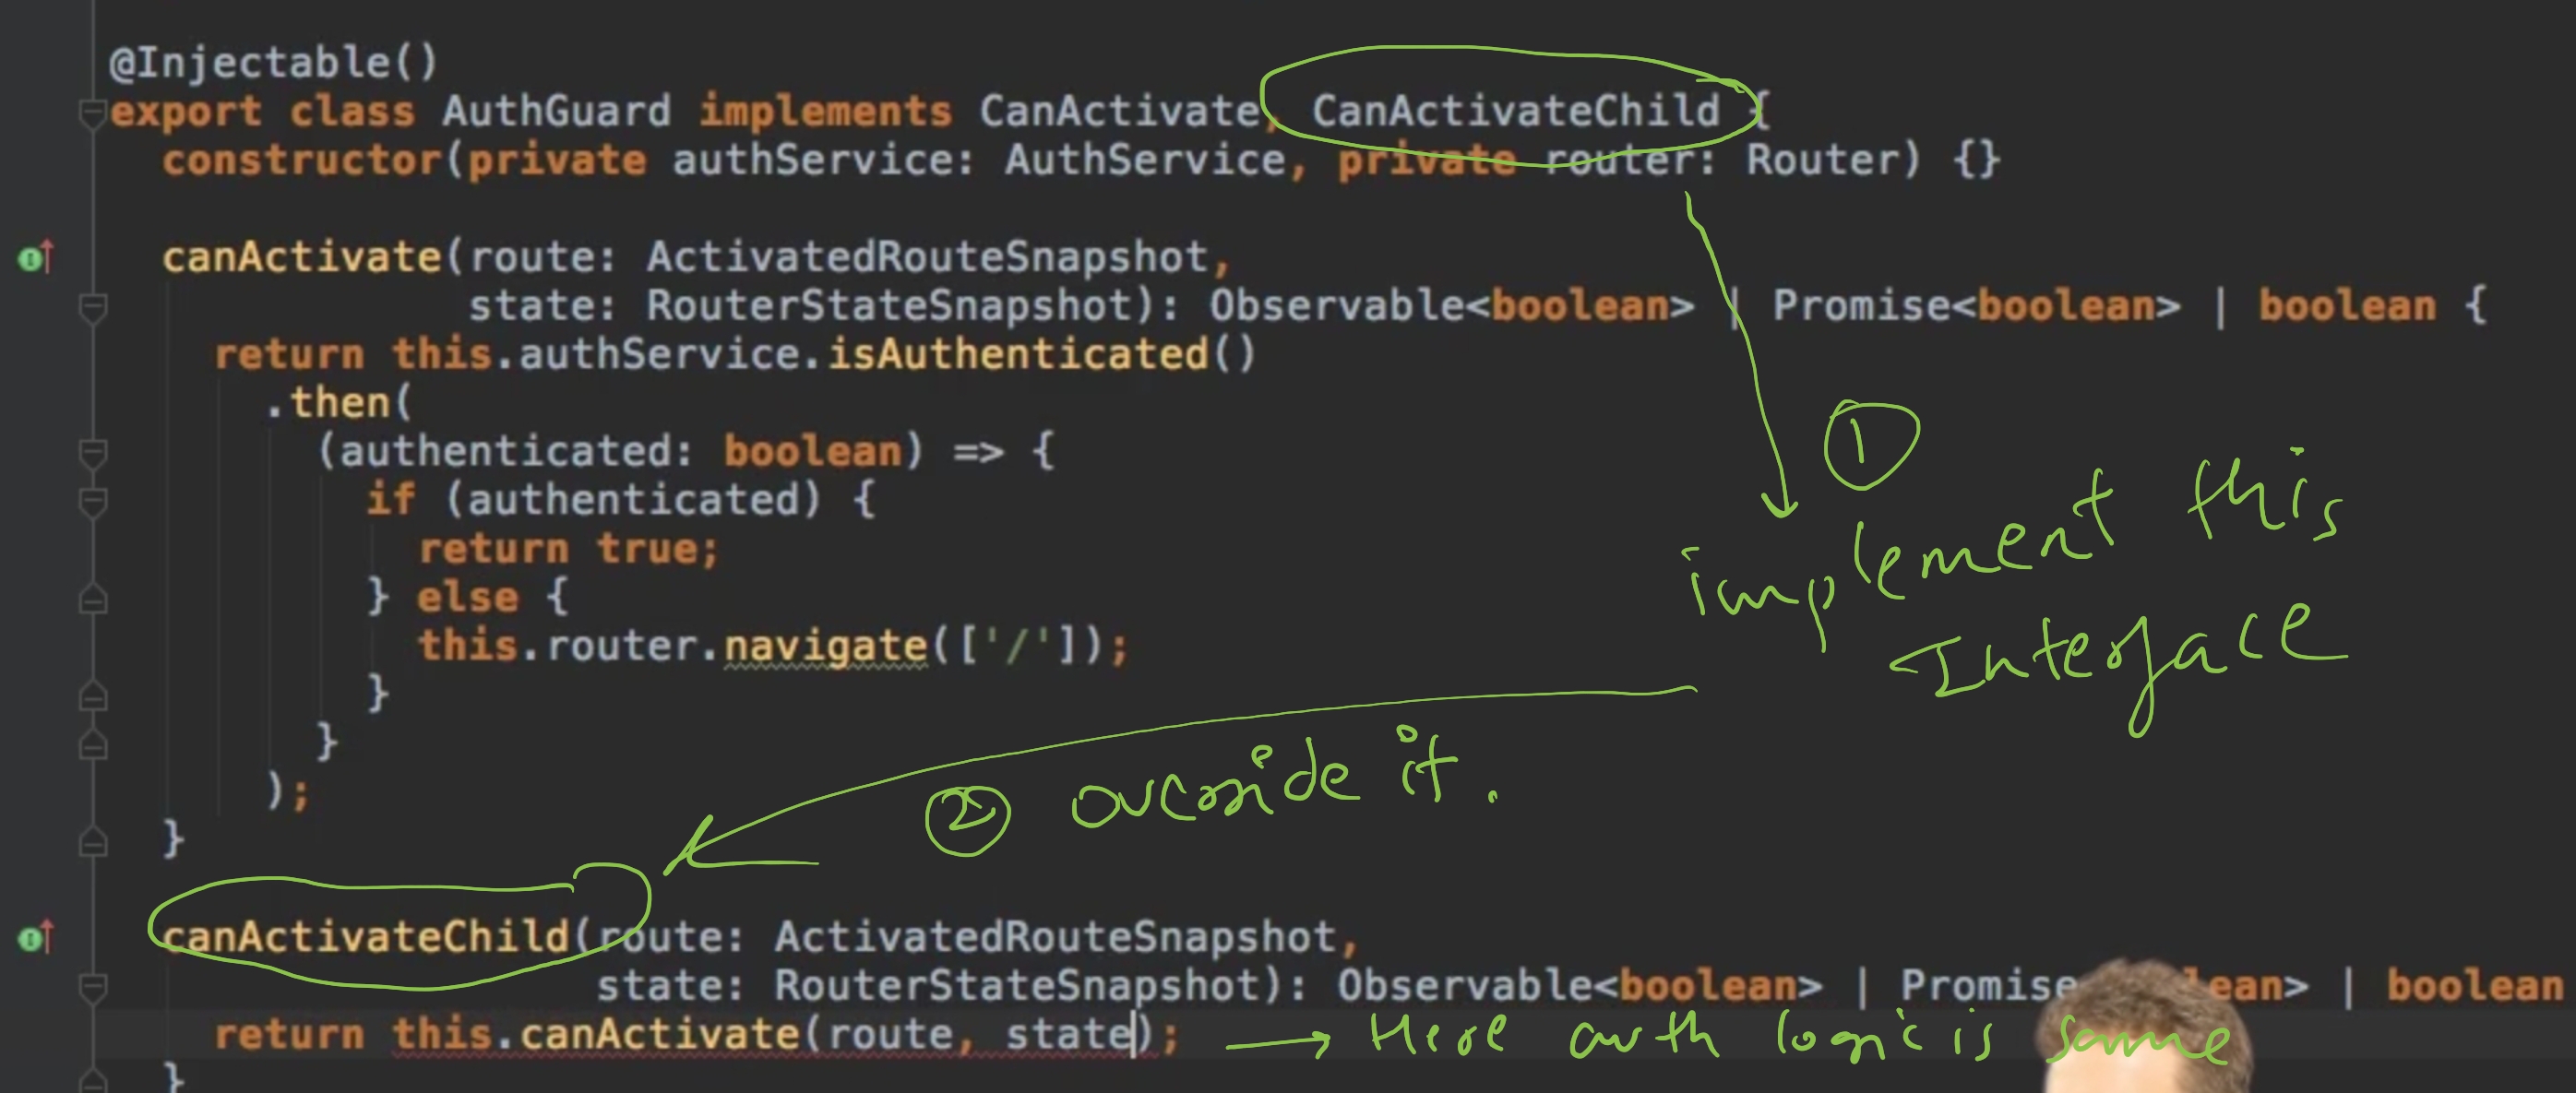 @Injectable()
export class AuthGuard implements CanActivate, CanActivateChild {
constructor(private authService: AuthService, private router: Router) {}
canActivate(route: ActivatedRouteSnapshot,
state: RouterStateSnapshot): Observable<boolean> | Promise<boolean> | boolean {
return this.authService.isAuthenticated()
.then(
(authenticated: boolean) => {
if (authenticated) {
return true;
} else {
this.router.navigate(['/']);
}
}
);
}
1
implement this
Interface
2 override it.
canActivateChild(route: ActivatedRouteSnapshot,
state: RouterStateSnapshot): Observable<boolean> | Promise ean> | boolean
return this.canActivate(route, state); → Here auth logic is same
}